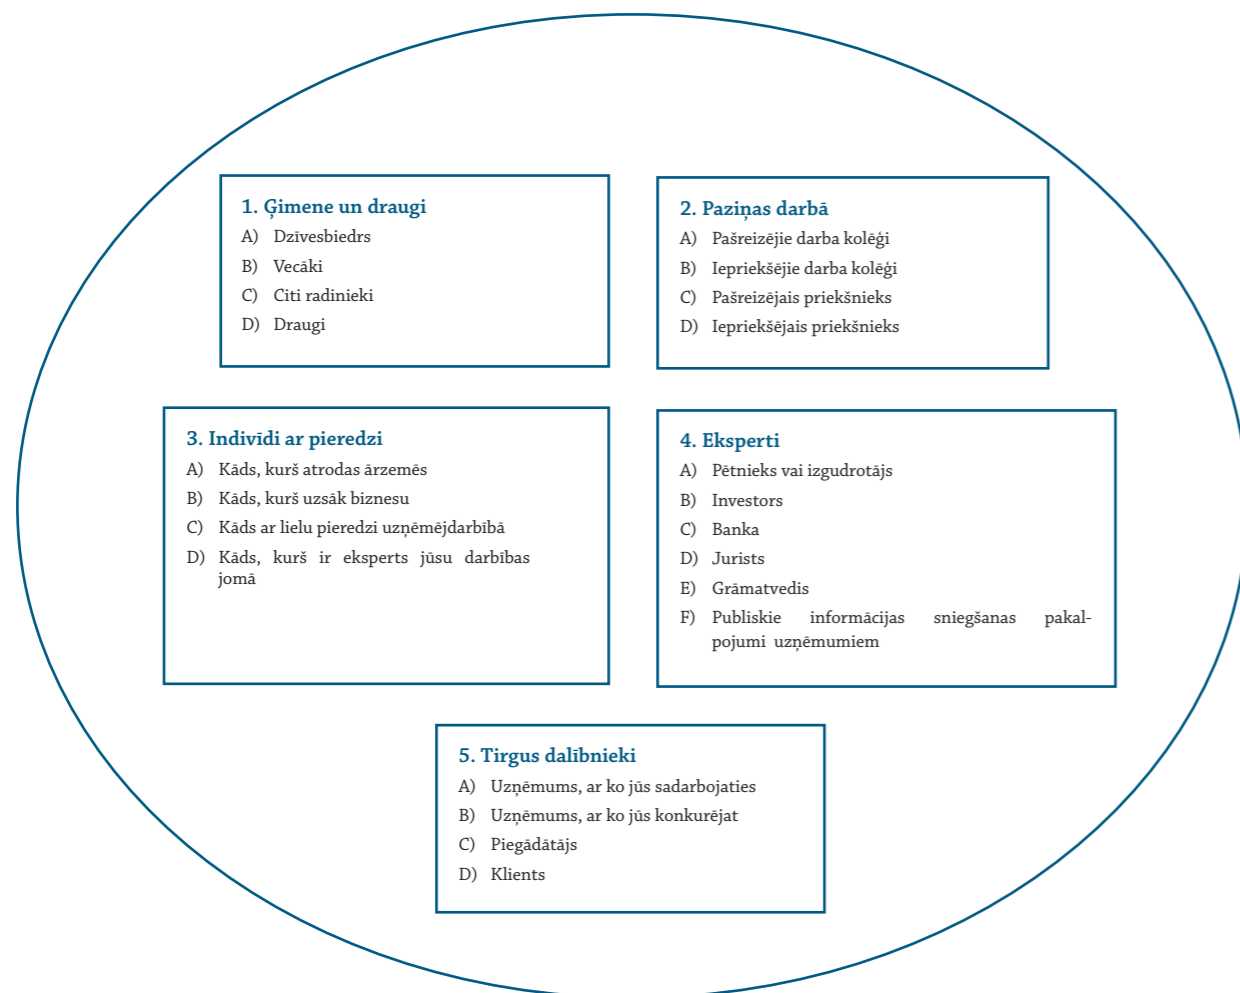 1. Ģimene un draugi
A) Dzīvesbiedrs
B) Vecāki
C) Citi radinieki
D) Draugi
2. Paziņas darbā
A) Pašreizējie darba kolēģi
B) Iepriekšējie darba kolēģi
C) Pašreizējais priekšnieks
D) Iepriekšējais priekšnieks
3. Indivīdi ar pieredzi
A) Kāds, kurš atrodas ārzemēs
B) Kāds, kurš uzsāk biznesu
C) Kāds ar lielu pieredzi uzņēmējdarbībā
D) Kāds, kurš ir eksperts jūsu darbības
jomā
4. Eksperti
A) Pētnieks vai izgudrotājs
B) Investors
C) Banka
D) Jurists
E) Grāmatvedis
F) Publiskie informācijas sniegšanas pakal-
pojumi uzņēmumiem
5. Tirgus dalībnieki
A) Uzņēmums, ar ko jūs sadarbojaties
B) Uzņēmums, ar ko jūs konkurējat
C) Piegādātājs
D) Klients